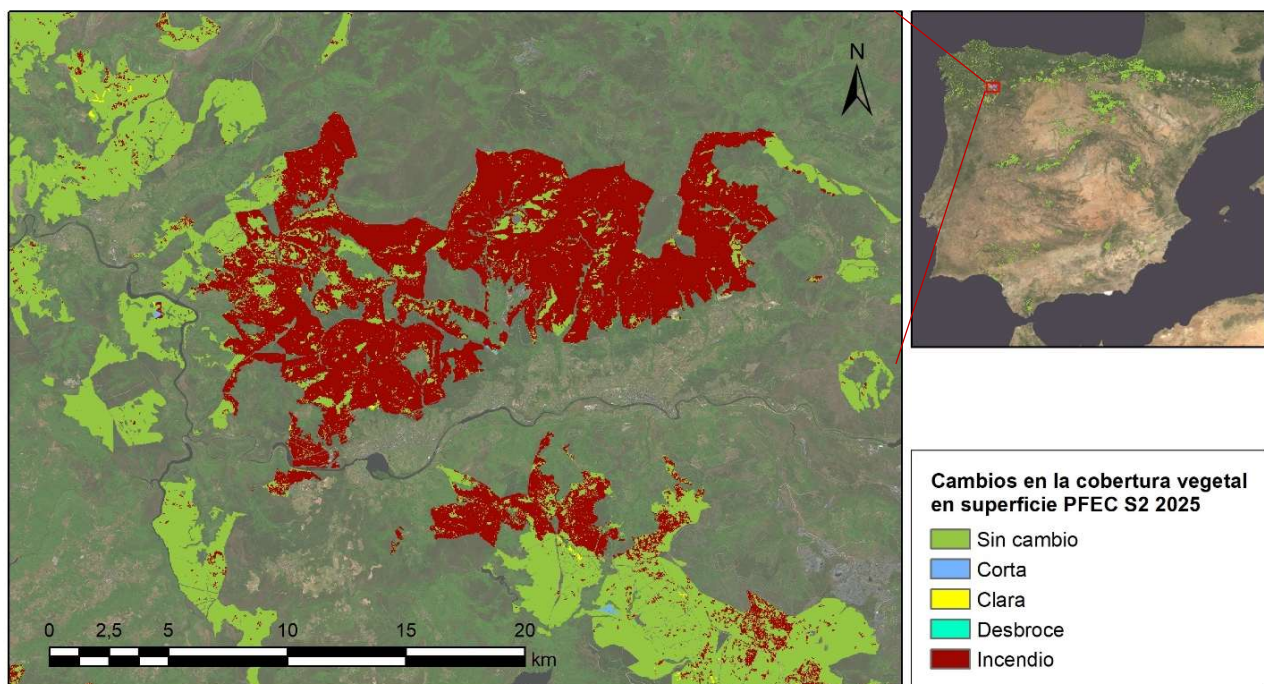 N
0 2,5 5 10 15 20
km
Cambios en la cobertura vegetal
en superficie PFEC S2 2025
Sin cambio
Corta
Clara
Desbroce
Incendio